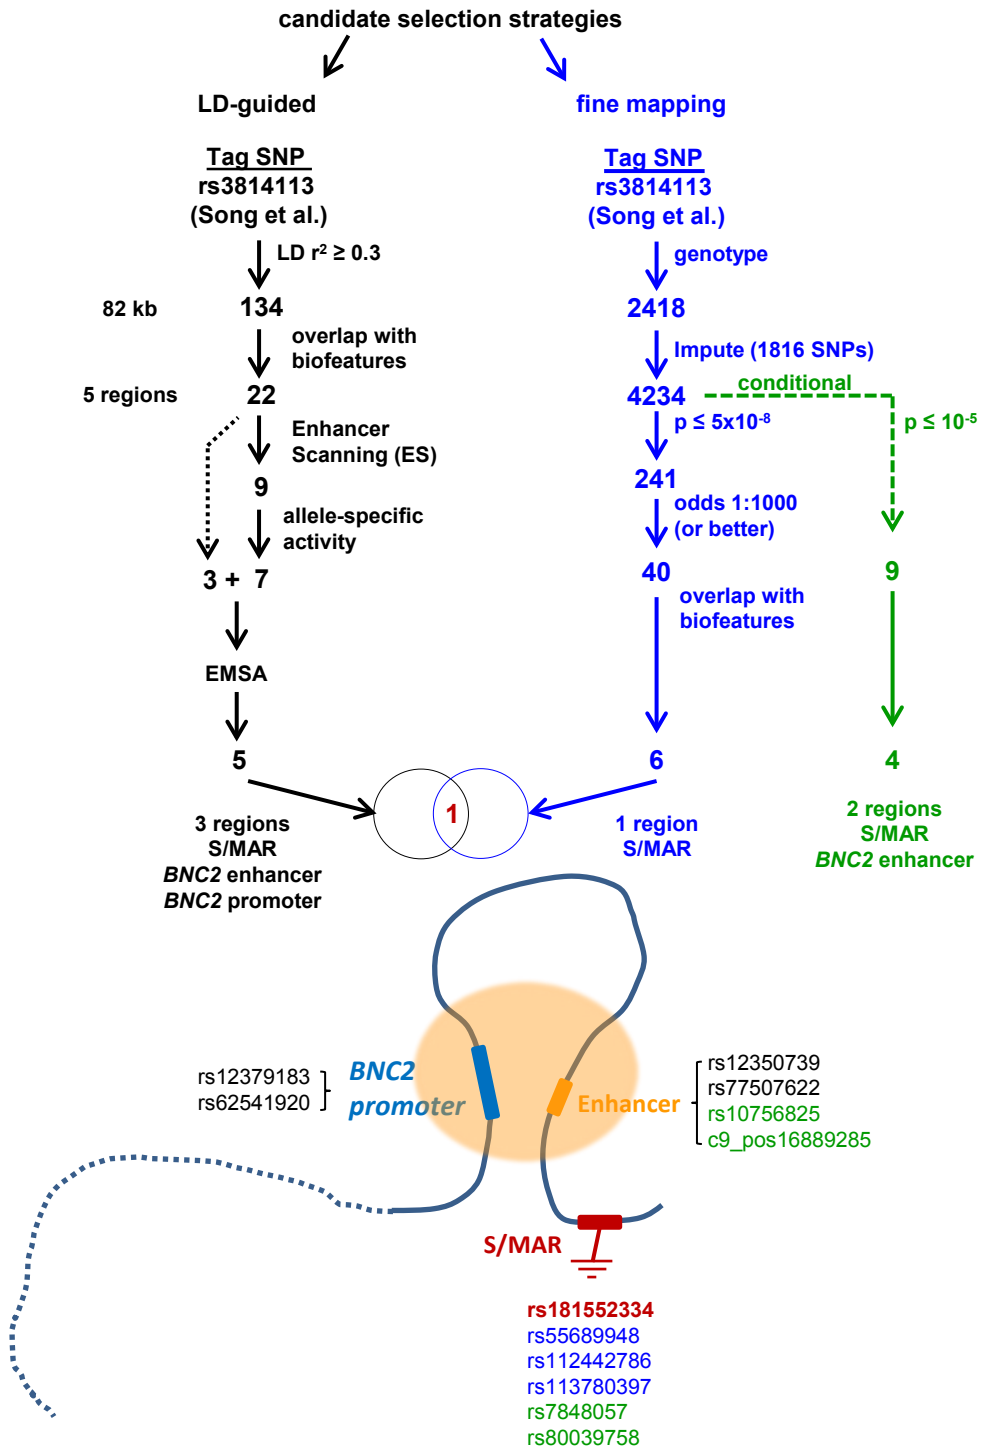 candidate selection strategies
LD-guided
Tag SNP
rs3814113
(Song et al.)
LD r² ≥ 0.3
82 kb
134
overlap with
biofeatures
5 regions
22
Enhancer
Scanning (ES)
9
allele-specific
activity
3 + 7
EMSA
5
3 regions
S/MAR
BNC2 enhancer
BNC2 promoter
fine mapping
Tag SNP
rs3814113
(Song et al.)
genotype
2418
Impute (1816 SNPs)
4234
p ≤ 5x10⁻⁸
241
odds 1:1000
(or better)
40
overlap with
biofeatures
6
1 region
S/MAR
conditional
p ≤ 10⁻⁵
9
4
2 regions
S/MAR
BNC2 enhancer
1
rs12379183
rs62541920
BNC2
promoter
Enhancer
rs12350739
rs77507622
rs10756825
c9_pos16889285
S/MAR
rs181552334
rs55689948
rs112442786
rs113780397
rs7848057
rs80039758